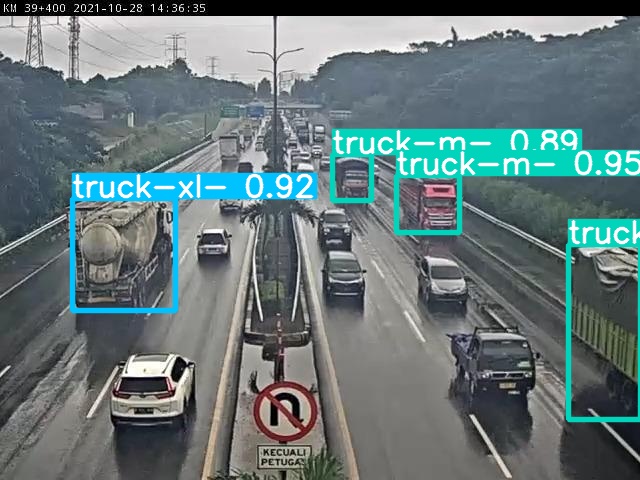 KM 39+400 2021-10-28 14:36:35
truck-m- 0.89
truck-m- 0.95
truck-xl- 0.92
truck
KECUALI
PETUGAS